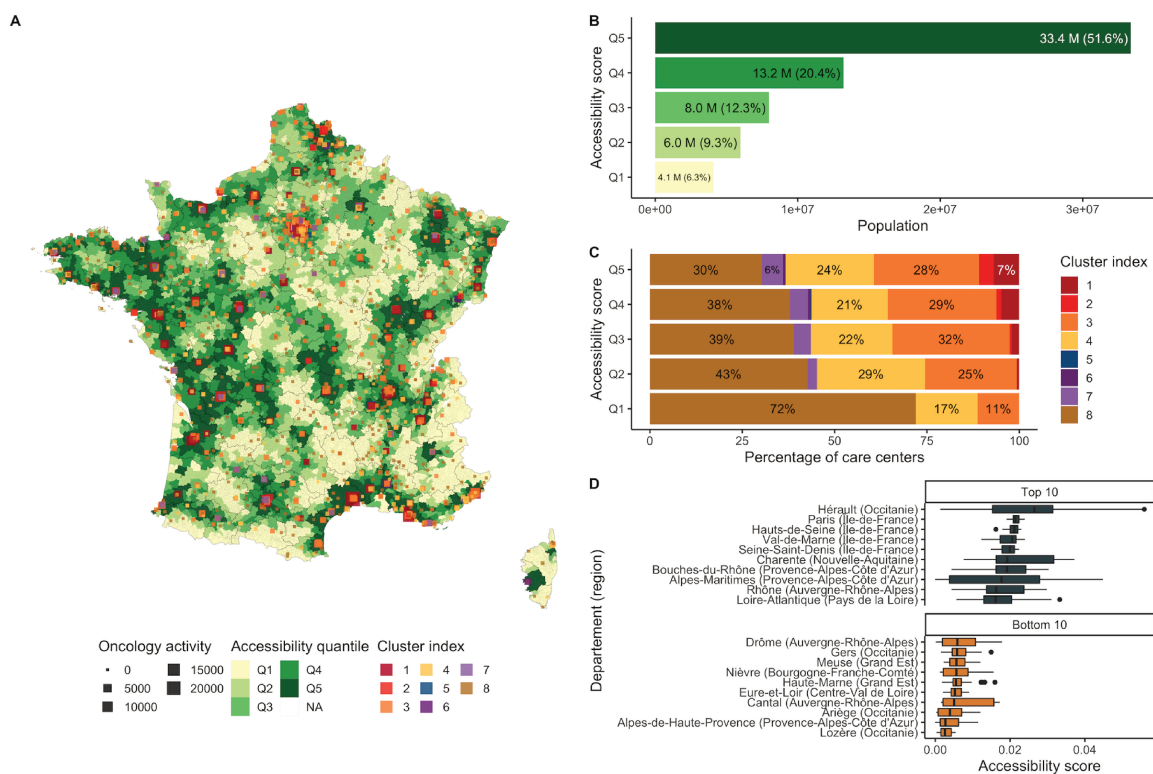 A
Oncology activity
0
5000
10000
15000
20000
Accessibility quantile
Q1
Q2
Q3
Q4
Q5
NA
Cluster index
1
2
3
4
5
6
7
8
B
Accessibility score
Q5
Q4
Q3
Q2
Q1
33.4 M (51.6%)
13.2 M (20.4%)
8.0 M (12.3%)
6.0 M (9.3%)
4.1 M (6.3%)
0e+00 1e+07 2e+07 3e+07
Population
C
Accessibility score
Q5 30% 6% 24% 28% 7%
Q4 38% 21% 29%
Q3 39% 22% 32%
Q2 43% 29% 25%
Q1 72% 17% 11%
0 25 50 75 100
Percentage of care centers
Cluster index
1
2
3
4
5
6
7
8
D
Departement (region)
Top 10
Hérault (Occitanie)
Paris (Île-de-France)
Hauts-de-Seine (Île-de-France)
Val-de-Marne (Île-de-France)
Seine-Saint-Denis (Île-de-France)
Charente (Nouvelle-Aquitaine)
Bouches-du-Rhône (Provence-Alpes-Côte d'Azur)
Alpes-Maritimes (Provence-Alpes-Côte d'Azur)
Rhône (Auvergne-Rhône-Alpes)
Loire-Atlantique (Pays de la Loire)
Bottom 10
Drôme (Auvergne-Rhône-Alpes)
Gers (Occitanie)
Meuse (Grand Est)
Nièvre (Bourgogne-Franche-Comté)
Haute-Marne (Grand Est)
Eure-et-Loir (Centre-Val de Loire)
Cantal (Auvergne-Rhône-Alpes)
Ariège (Occitanie)
Alpes-de-Haute-Provence (Provence-Alpes-Côte d'Azur)
Lozère (Occitanie)
0.00 0.02 0.04
Accessibility score